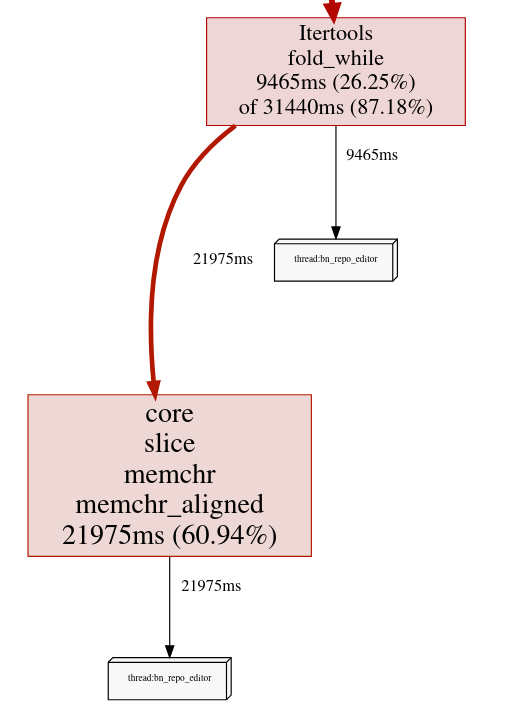 Itertools
fold_while
9465ms (26.25%)
of 31440ms (87.18%)
9465ms
21975ms
thread:bn_repo_editor
core
slice
memchr
memchr_aligned
21975ms (60.94%)
21975ms
thread:bn_repo_editor